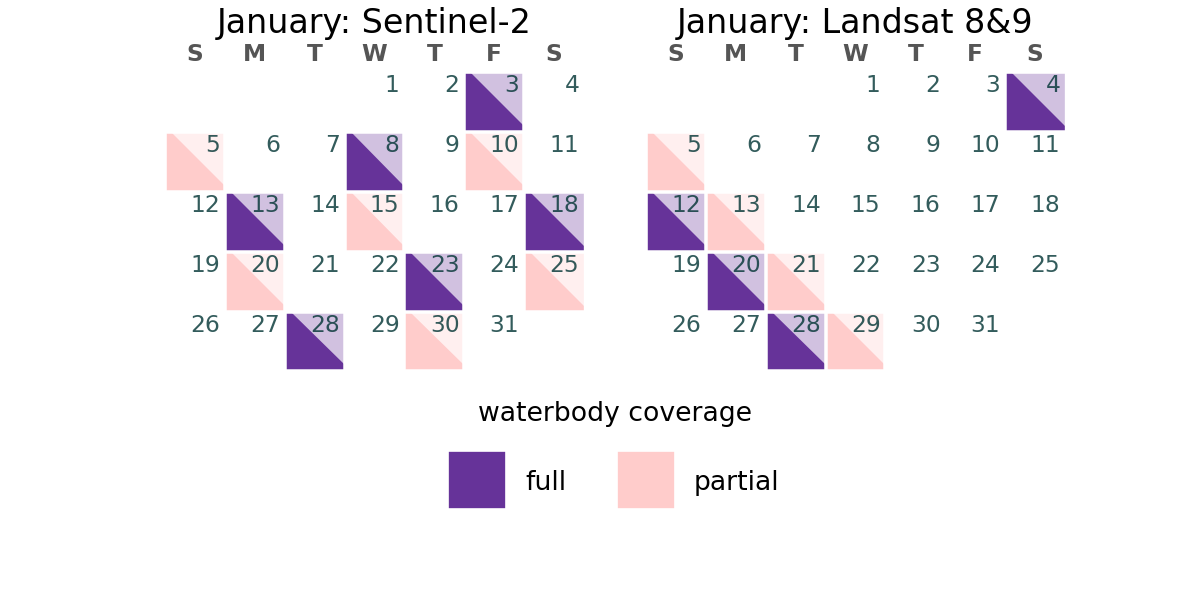 January: Sentinel-2
S M T W T F S
1 2 3 4
5 6 7 8 9 10 11
12 13 14 15 16 17 18
19 20 21 22 23 24 25
26 27 28 29 30 31
January: Landsat 8&9
S M T W T F S
1 2 3 4
5 6 7 8 9 10 11
12 13 14 15 16 17 18
19 20 21 22 23 24 25
26 27 28 29 30 31
waterbody coverage
full partial